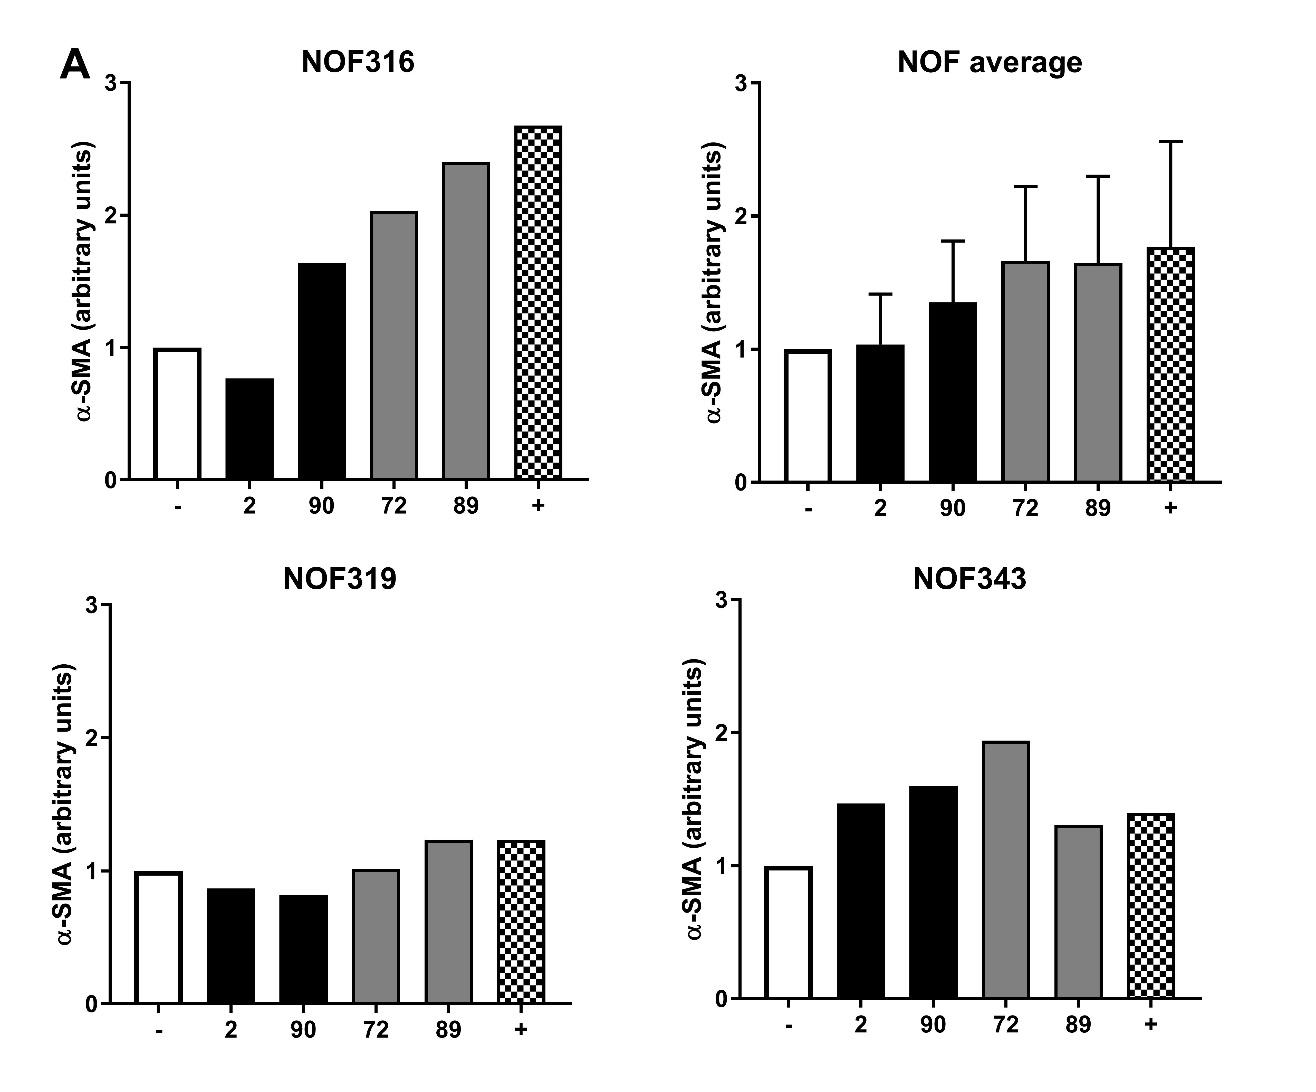 A
NOF316
α-SMA (arbitrary units)
3
2
1
0
- 2 90 72 89 +
NOF average
α-SMA (arbitrary units)
3
2
1
0
- 2 90 72 89 +
NOF319
α-SMA (arbitrary units)
3
2
1
0
- 2 90 72 89 +
NOF343
α-SMA (arbitrary units)
3
2
1
0
- 2 90 72 89 +